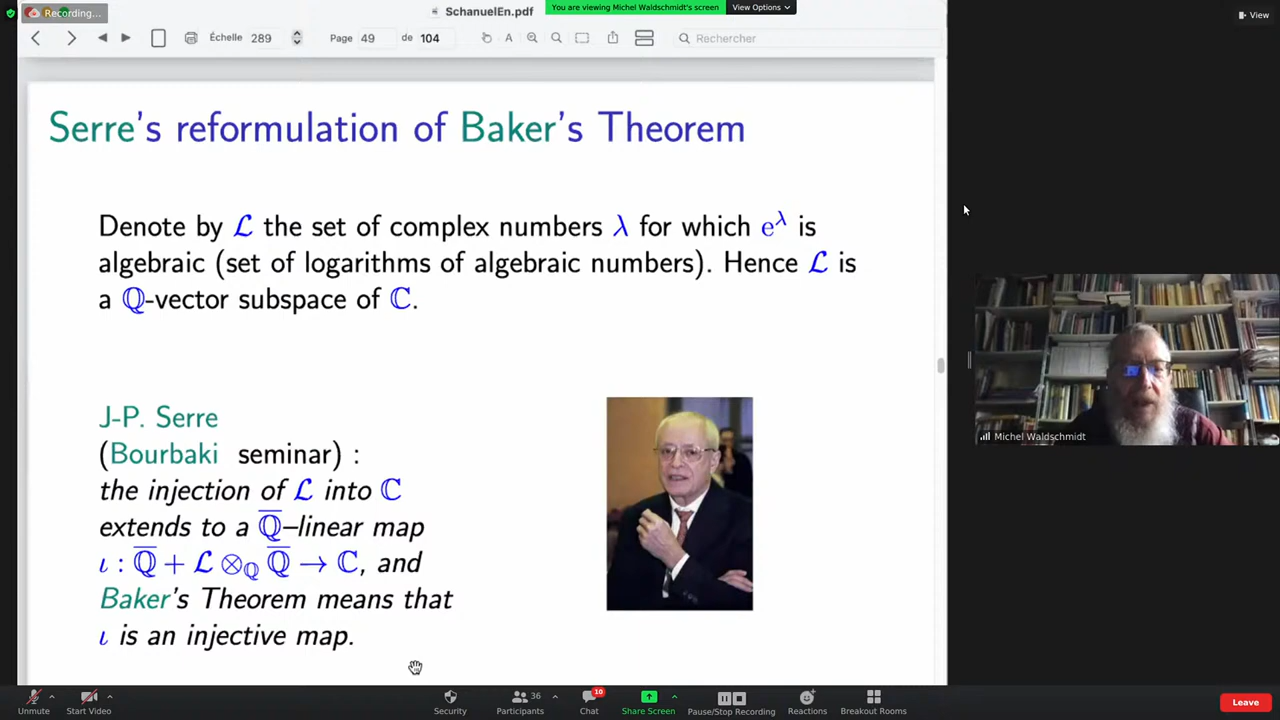 Recording...
SchanuelEn.pdf
You are viewing Michel Waldschmidt's screen
View Options
View
Échelle 289
Page 49 de 104
Rechercher
Serre's reformulation of Baker's Theorem
Denote by ℒ the set of complex numbers λ for which e^λ is
algebraic (set of logarithms of algebraic numbers). Hence ℒ is
a ℚ-vector subspace of ℂ.
J-P. Serre
(Bourbaki seminar) :
the injection of ℒ into ℂ
extends to a ℚ̅–linear map
ι : ℚ̅ + ℒ ⊗_ℚ ℚ̅ → ℂ, and
Baker's Theorem means that
ι is an injective map.
Michel Waldschmidt
Unmute
Start Video
Security
Participants 36
Chat 10
Share Screen
Pause/Stop Recording
Reactions
Breakout Rooms
Leave